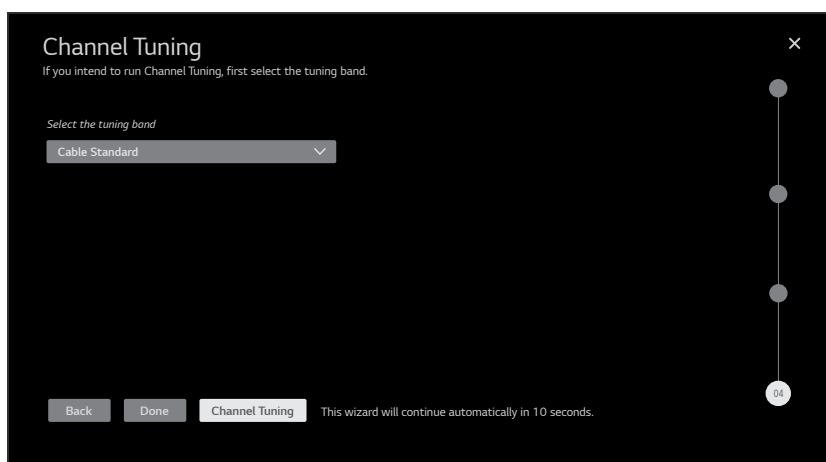 Channel Tuning
If you intend to run Channel Tuning, first select the tuning band.
Select the tuning band
Cable Standard
04
Back
Done
Channel Tuning
This wizard will continue automatically in 10 seconds.